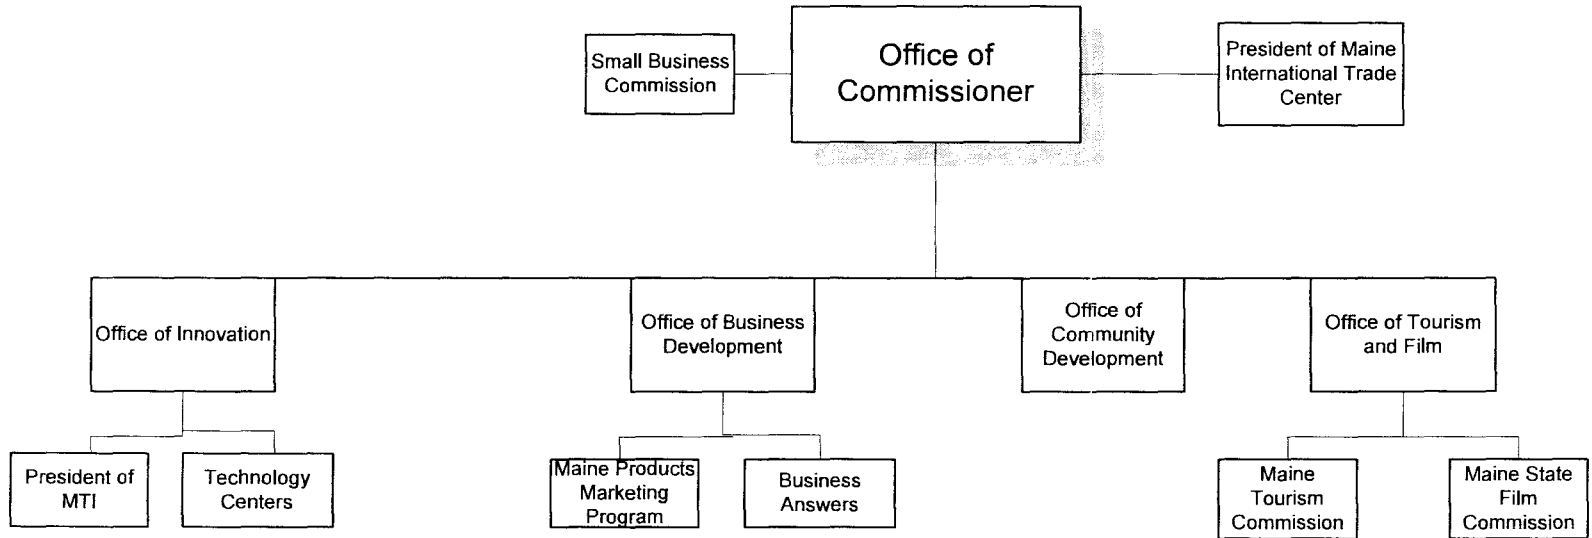 Small Business
Commission
Office of
Commissioner
President of Maine
International Trade
Center
Office of Innovation
Office of Business
Development
Office of
Community
Development
Office of Tourism
and Film
President of
MTI
Technology
Centers
Maine Products
Marketing
Program
Business
Answers
Maine
Tourism
Commission
Maine State
Film
Commission